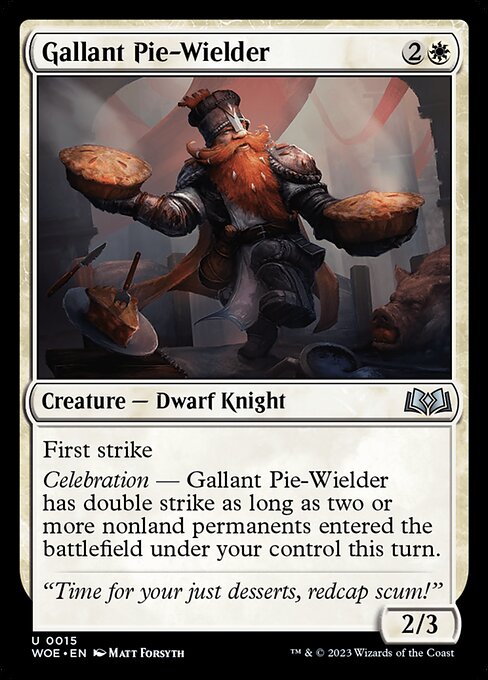 Gallant Pie-Wielder 2
Creature — Dwarf Knight
First strike
Celebration — Gallant Pie-Wielder
has double strike as long as two or
more nonland permanents entered the
battlefield under your control this turn.
“Time for your just desserts, redcap scum!”
2/3
U 0015
WOE • EN Matt Forsyth
™ & © 2023 Wizards of the Coast